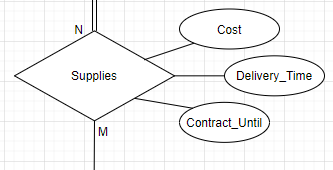 N
Cost
Supplies
Delivery_Time
Contract_Until
M